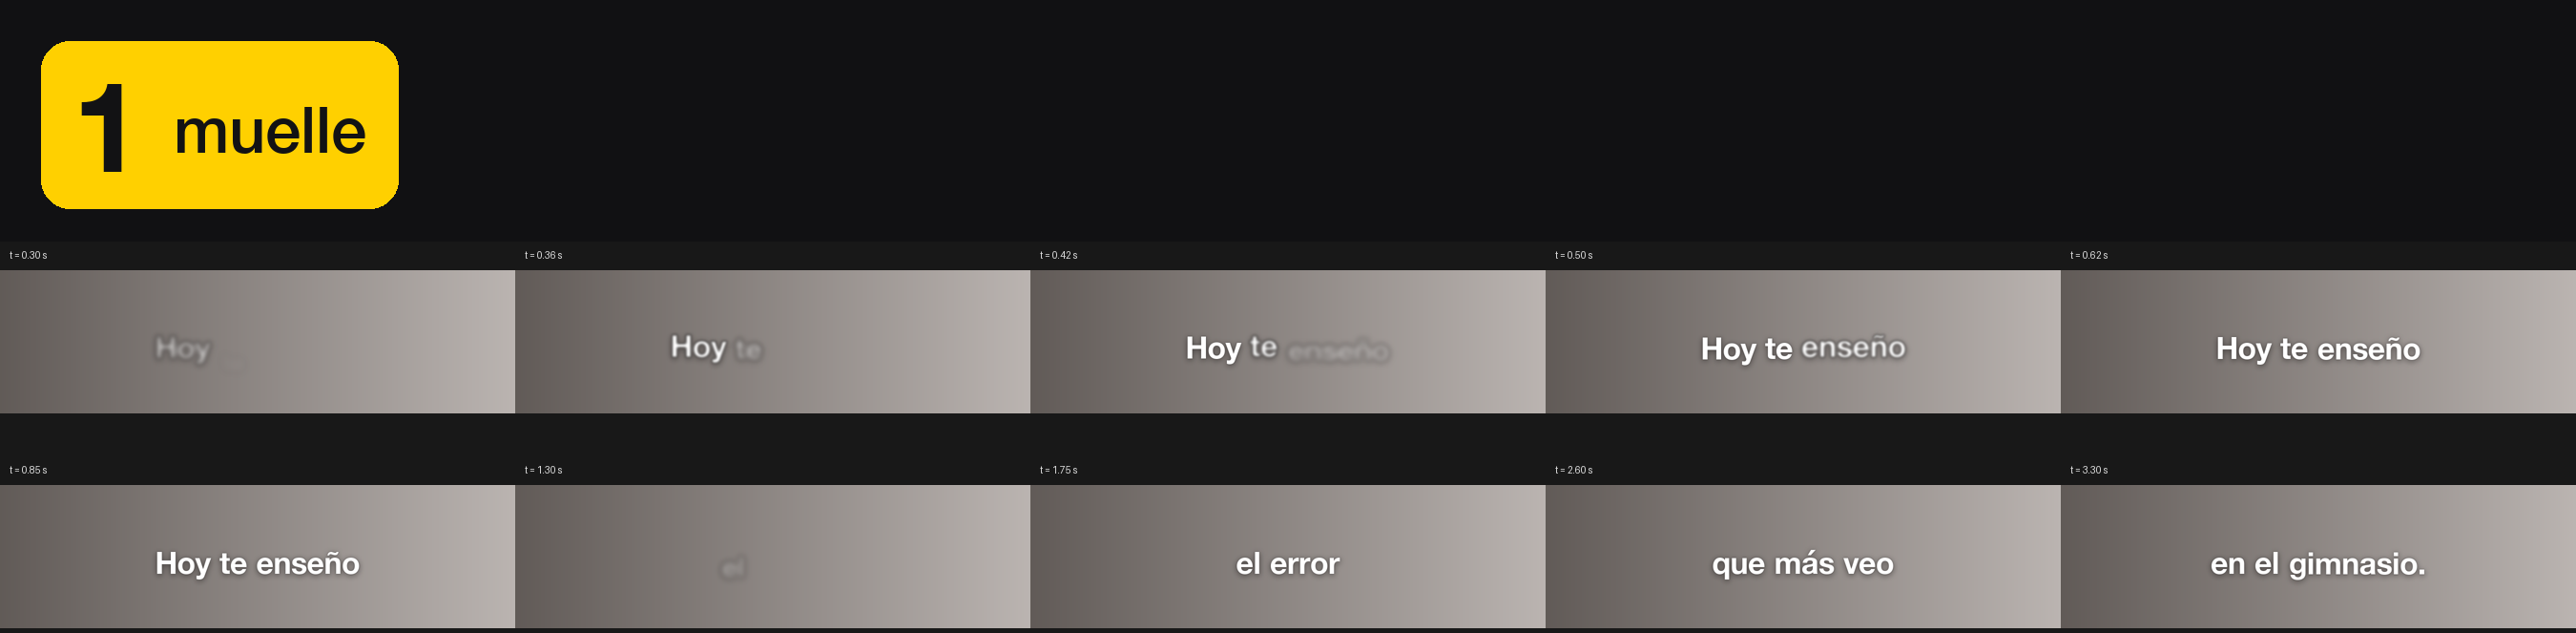 1 muelle
t = 0.30 s
t = 0.36 s
t = 0.42 s
t = 0.50 s
t = 0.62 s
Hoy
Hoy te
Hoy te enseño
Hoy te enseño
Hoy te enseño
t = 0.85 s
t = 1.30 s
t = 1.75 s
t = 2.60 s
t = 3.30 s
Hoy te enseño
el
el error
que más veo
en el gimnasio.